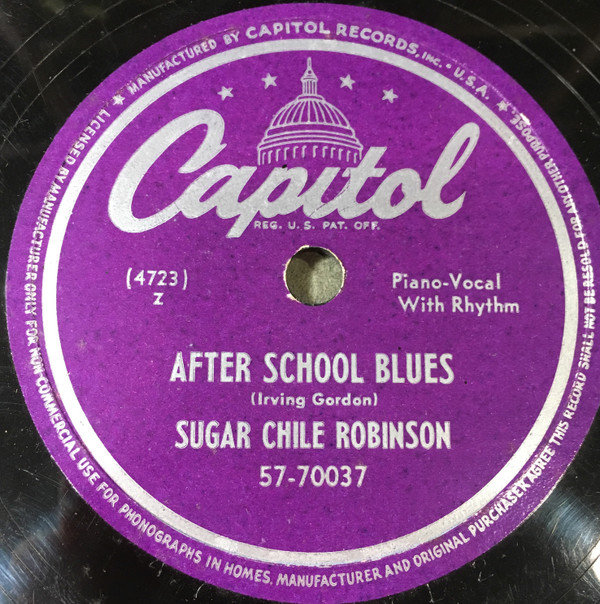 MANUFACTURED BY CAPITOL RECORDS, INC. • U.S.A.
Capitol
REG. U.S. PAT. OFF.
(4723)
Z
Piano-Vocal
With Rhythm
AFTER SCHOOL BLUES
(Irving Gordon)
SUGAR CHILE ROBINSON
57-70037
LICENSED BY MANUFACTURER ONLY FOR NON-COMMERCIAL USE FOR PHONOGRAPHS IN HOMES. MANUFACTURER AND ORIGINAL PURCHASER AGREE THIS RECORD SHALL NOT BE RESOLD FOR ANY OTHER PURPOSE.